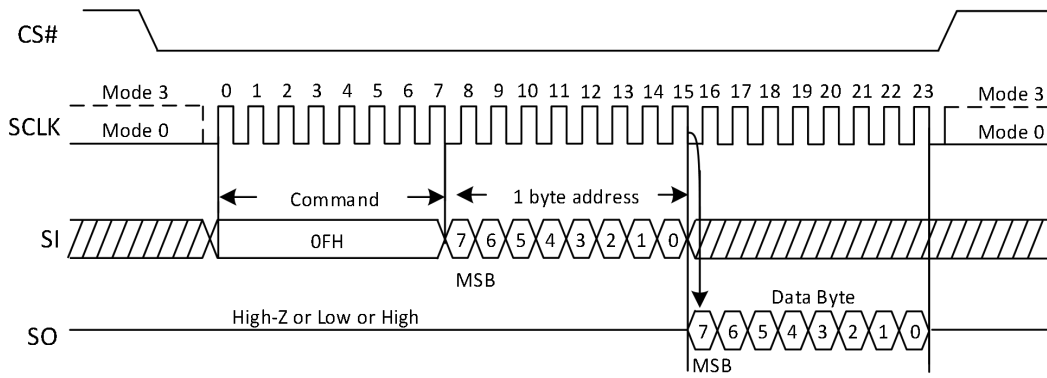 CS#
0 1 2 3 4 5 6 7 8 9 10 11 12 13 14 15 16 17 18 19 20 21 22 23
Mode 3 Mode 3
SCLK Mode 0 Mode 0
Command 1 byte address
SI 0FH 7 6 5 4 3 2 1 0
MSB
High-Z or Low or High Data Byte
SO 7 6 5 4 3 2 1 0
MSB